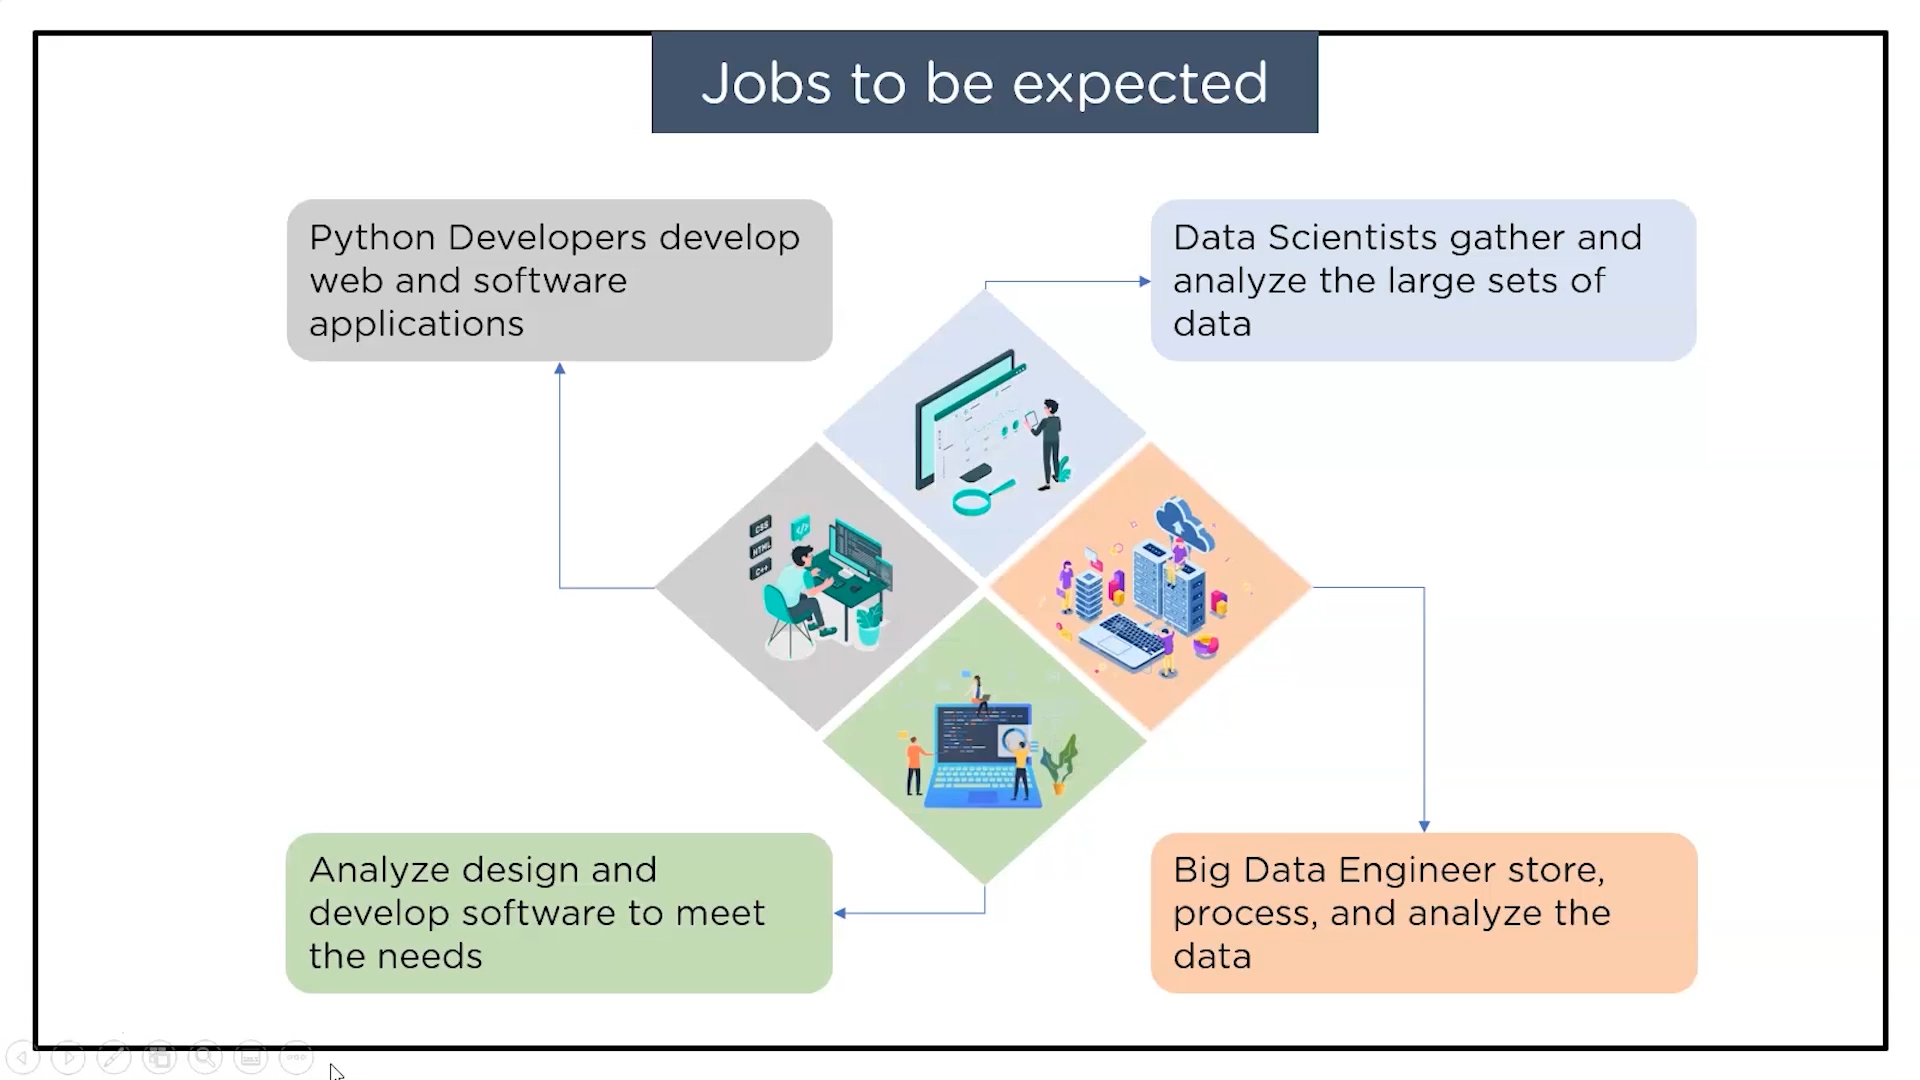 Jobs to be expected
Python Developers develop
web and software
applications
Data Scientists gather and
analyze the large sets of
data
CSS
HTML
C++
</>
Analyze design and
develop software to meet
the needs
Big Data Engineer store,
process, and analyze the
data